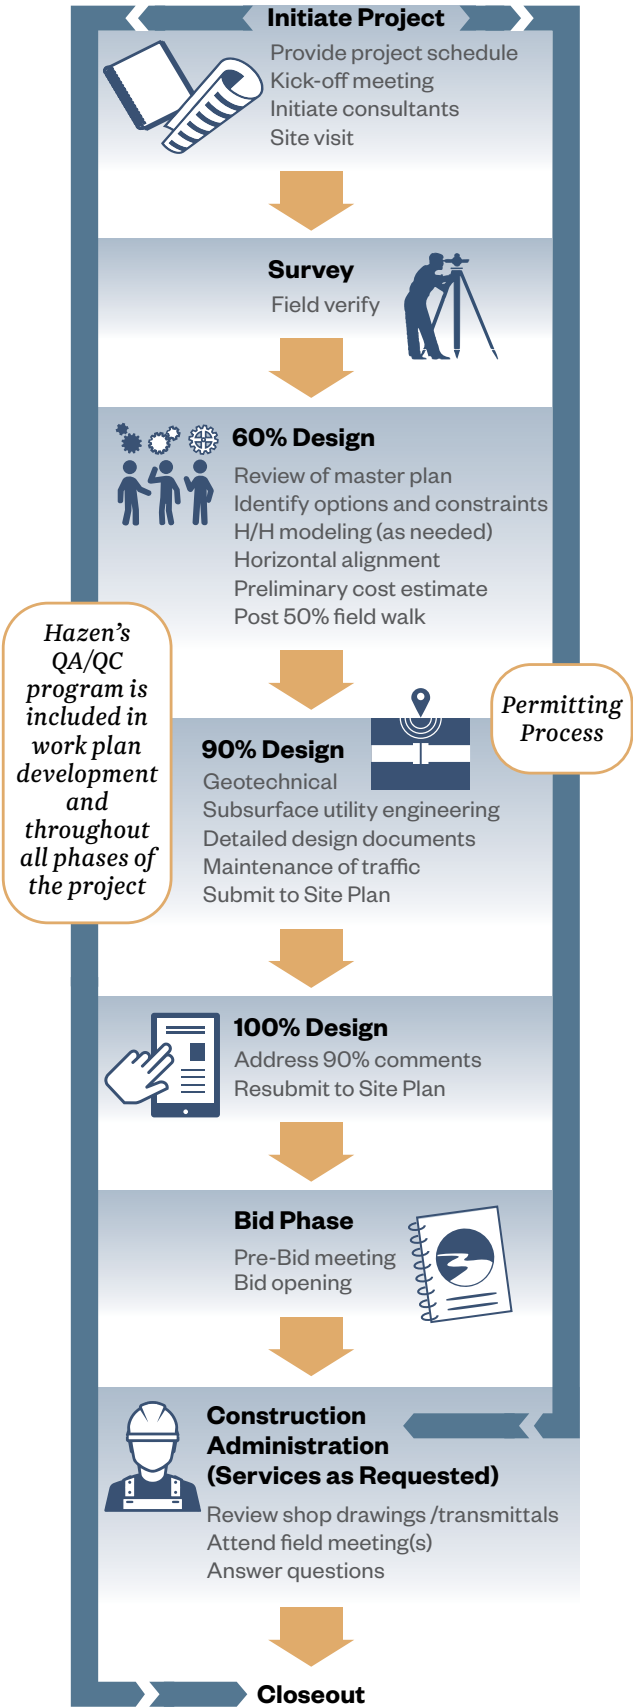 Initiate Project
Provide project schedule
Kick-off meeting
Initiate consultants
Site visit
Survey
Field verify
60% Design
Review of master plan
Identify options and constraints
H/H modeling (as needed)
Horizontal alignment
Preliminary cost estimate
Post 50% field walk
Hazen's
QA/QC
program is
included in
work plan
development
and
throughout
all phases of
the project
Permitting
Process
90% Design
Geotechnical
Subsurface utility engineering
Detailed design documents
Maintenance of traffic
Submit to Site Plan
100% Design
Address 90% comments
Resubmit to Site Plan
Bid Phase
Pre-Bid meeting
Bid opening
Construction
Administration
(Services as Requested)
Review shop drawings /transmittals
Attend field meeting(s)
Answer questions
Closeout